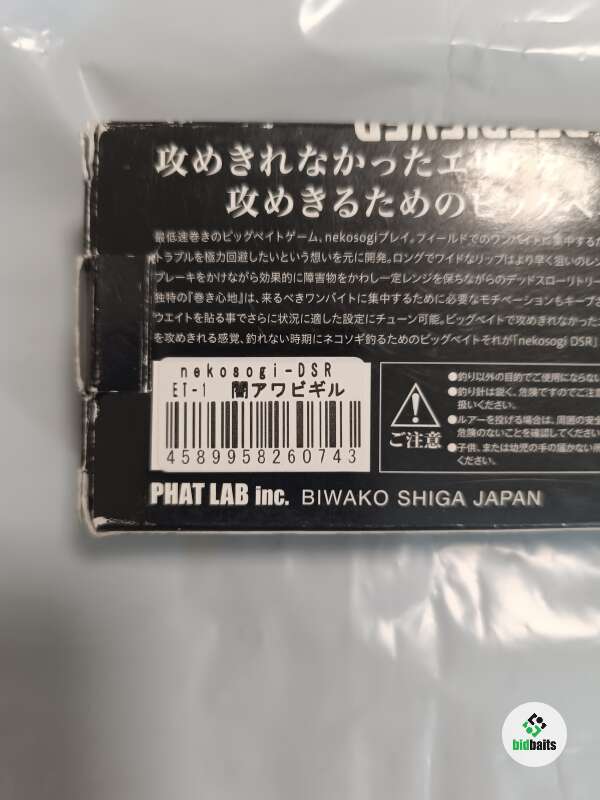 攻めきれなかったエリアを
攻めきるためのビッグベ
最低速巻きのビッグベイトゲーム、nekosogiプレイ。フィールドでのワンバイトに集中するた
トラブルを極力回避したいという想いを元に開発。ロングでワイドなリップはより早く狙いのレン
ブレーキをかけながら効果的に障害物をかわし一定レンジを保ちながらのデッドスローリトリー
独特の『巻き心地』は、来るべきワンバイトに集中するために必要なモチベーションもキープさ
ウエイトを貼る事でさらに状況に適した設定にチューン可能。ビッグベイトで攻めきれなかった
を攻められる感覚、釣れない時期にネコソギ釣るためのビッグベイトそれが「nekosogi DSR」
nekosogi-DSR
ET-1 闇アワビギル
4589958260743
ご注意
●釣り以外の目的でご使用にならない
●釣り針は鋭く、危険ですのでご注意
扱いください。
●ルアーを投げる場合は、周囲の安全
危険のないことを確認してください
●子供、または幼児の手の届かない所
ください。
PHAT LAB inc. BIWAKO SHIGA JAPAN
bidbaits